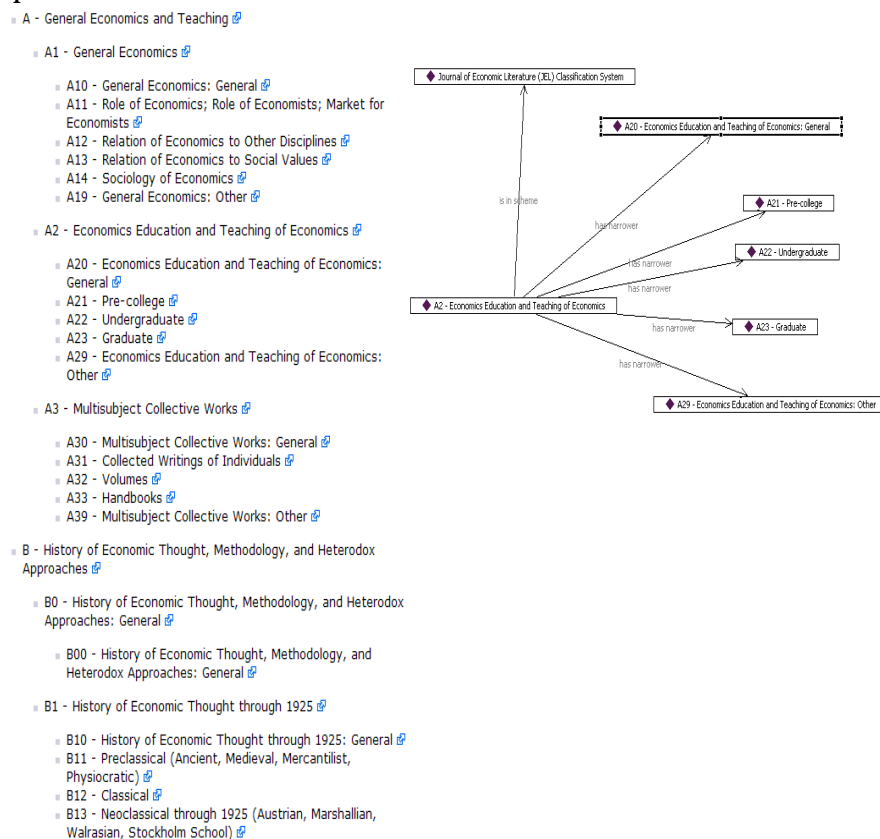 A - General Economics and Teaching
A1 - General Economics
A10 - General Economics: General
A11 - Role of Economics; Role of Economists; Market for
Economists
A12 - Relation of Economics to Other Disciplines
A13 - Relation of Economics to Social Values
A14 - Sociology of Economics
A19 - General Economics: Other
A2 - Economics Education and Teaching of Economics
A20 - Economics Education and Teaching of Economics:
General
A21 - Pre-college
A22 - Undergraduate
A23 - Graduate
A29 - Economics Education and Teaching of Economics:
Other
A3 - Multisubject Collective Works
A30 - Multisubject Collective Works: General
A31 - Collected Writings of Individuals
A32 - Volumes
A33 - Handbooks
A39 - Multisubject Collective Works: Other
B - History of Economic Thought, Methodology, and Heterodox
Approaches
B0 - History of Economic Thought, Methodology, and Heterodox
Approaches: General
B00 - History of Economic Thought, Methodology, and
Heterodox Approaches: General
B1 - History of Economic Thought through 1925
B10 - History of Economic Thought through 1925: General
B11 - Preclassical (Ancient, Medieval, Mercantilist,
Physiocratic)
B12 - Classical
B13 - Neoclassical through 1925 (Austrian, Marshallian,
Walrasian, Stockholm School)
Journal of Economic Literature (JEL) Classification System
A20 - Economics Education and Teaching of Economics: General
is in scheme
A21 - Pre-college
has narrower
A22 - Undergraduate
has narrower
has narrower
A2 - Economics Education and Teaching of Economics
has narrower
A23 - Graduate
has narrower
A29 - Economics Education and Teaching of Economics: Other